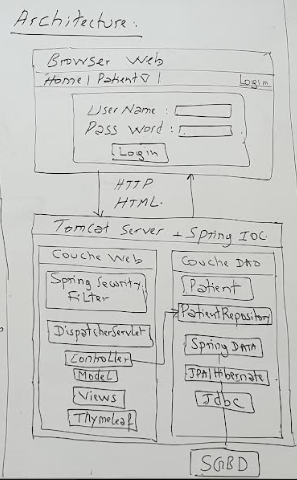 Architecture:
Browser Web
Home | Patient ▽ | Login
User Name:
Pass Word:
Login
HTTP
HTML.
Tomcat Server + Spring IOC
Couche Web
Spring Security
Filter
DispatcherServlet
Controller
Model
Views
Thymeleaf
Couche DAO
Patient
PatientRepository
Spring DATA
JPA/Hibernate
Jdbc
SGBD